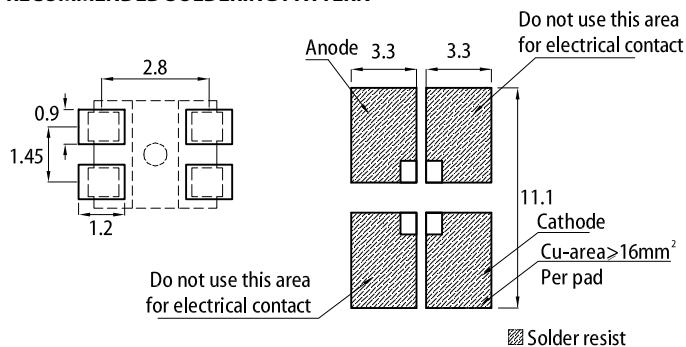 RECOMMENDED SOLDERING PATTERN
Do not use this area
for electrical contact
Anode
3.3
3.3
2.8
0.9
1.45
1.2
11.1
Cathode
Cu-area≥16mm²
Per pad
Do not use this area
for electrical contact
Solder resist